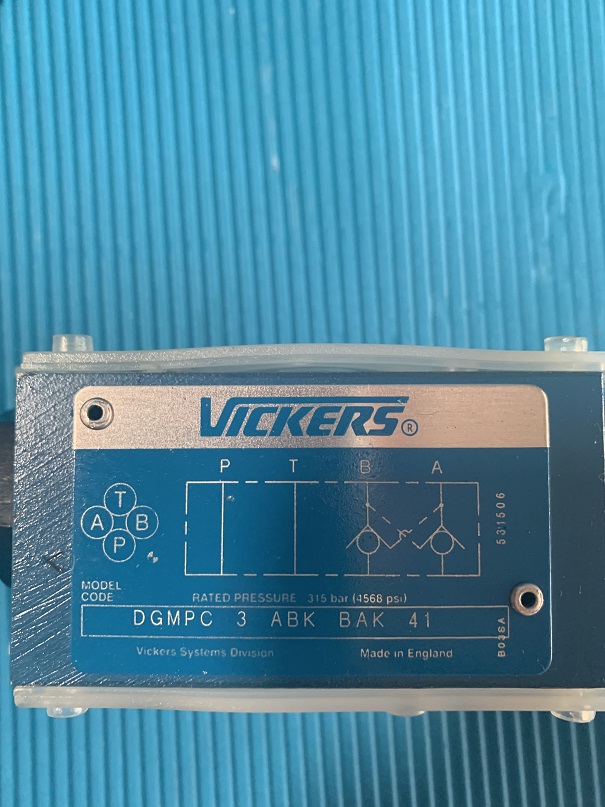 VICKERS®
P T B A
T
A B
P
531506
MODEL
CODE
RATED PRESSURE 315 bar (4568 psi)
DGMPC 3 ABK BAK 41
B036A
Vickers Systems Division Made in England